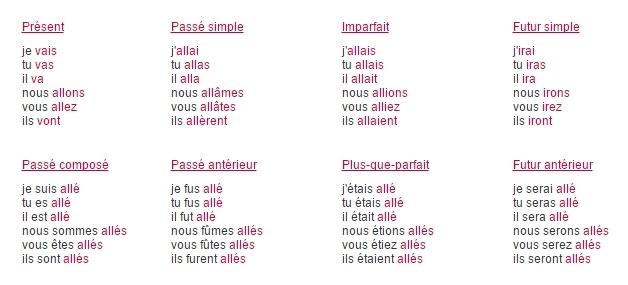 Présent
je vais
tu vas
il va
nous allons
vous allez
ils vont
Passé simple
j'allai
tu allas
il alla
nous allâmes
vous allâtes
ils allèrent
Imparfait
j'allais
tu allais
il allait
nous allions
vous alliez
ils allaient
Futur simple
j'irai
tu iras
il ira
nous irons
vous irez
ils iront
Passé composé
je suis allé
tu es allé
il est allé
nous sommes allés
vous êtes allés
ils sont allés
Passé antérieur
je fus allé
tu fus allé
il fut allé
nous fûmes allés
vous fûtes allés
ils furent allés
Plus-que-parfait
j'étais allé
tu étais allé
il était allé
nous étions allés
vous étiez allés
ils étaient allés
Futur antérieur
je serai allé
tu seras allé
il sera allé
nous serons allés
vous serez allés
ils seront allés